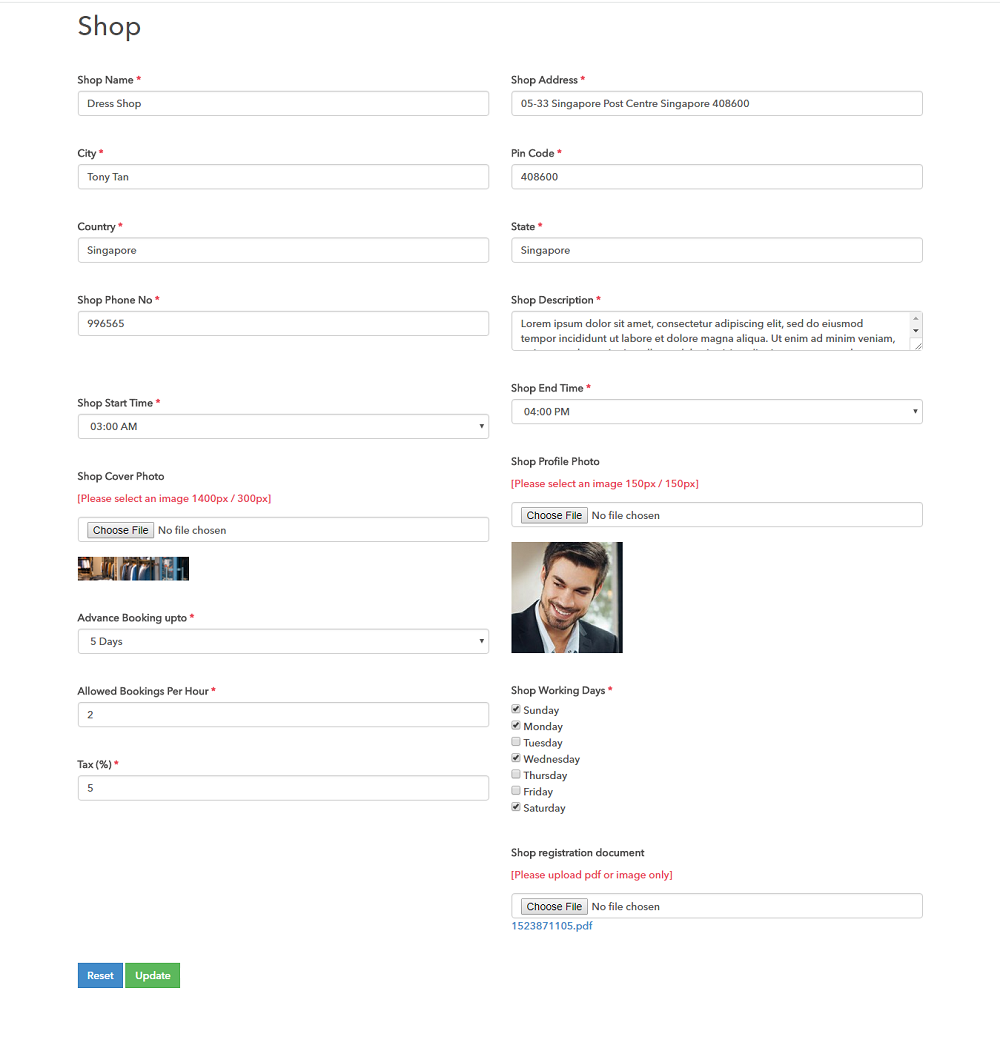 Shop
Shop Name *
Dress Shop
Shop Address *
05-33 Singapore Post Centre Singapore 408600
City *
Tony Tan
Pin Code *
408600
Country *
Singapore
State *
Singapore
Shop Phone No *
996565
Shop Description *
Lorem ipsum dolor sit amet, consectetur adipiscing elit, sed do eiusmod
tempor incididunt ut labore et dolore magna aliqua. Ut enim ad minim veniam,
Shop Start Time *
03:00 AM
Shop End Time *
04:00 PM
Shop Cover Photo
[Please select an image 1400px / 300px]
Choose File No file chosen
Shop Profile Photo
[Please select an image 150px / 150px]
Choose File No file chosen
Advance Booking upto *
5 Days
Allowed Bookings Per Hour *
2
Tax (%) *
5
Shop Working Days *
Sunday
Monday
Tuesday
Wednesday
Thursday
Friday
Saturday
Shop registration document
[Please upload pdf or image only]
Choose File No file chosen
1523871105.pdf
Reset Update